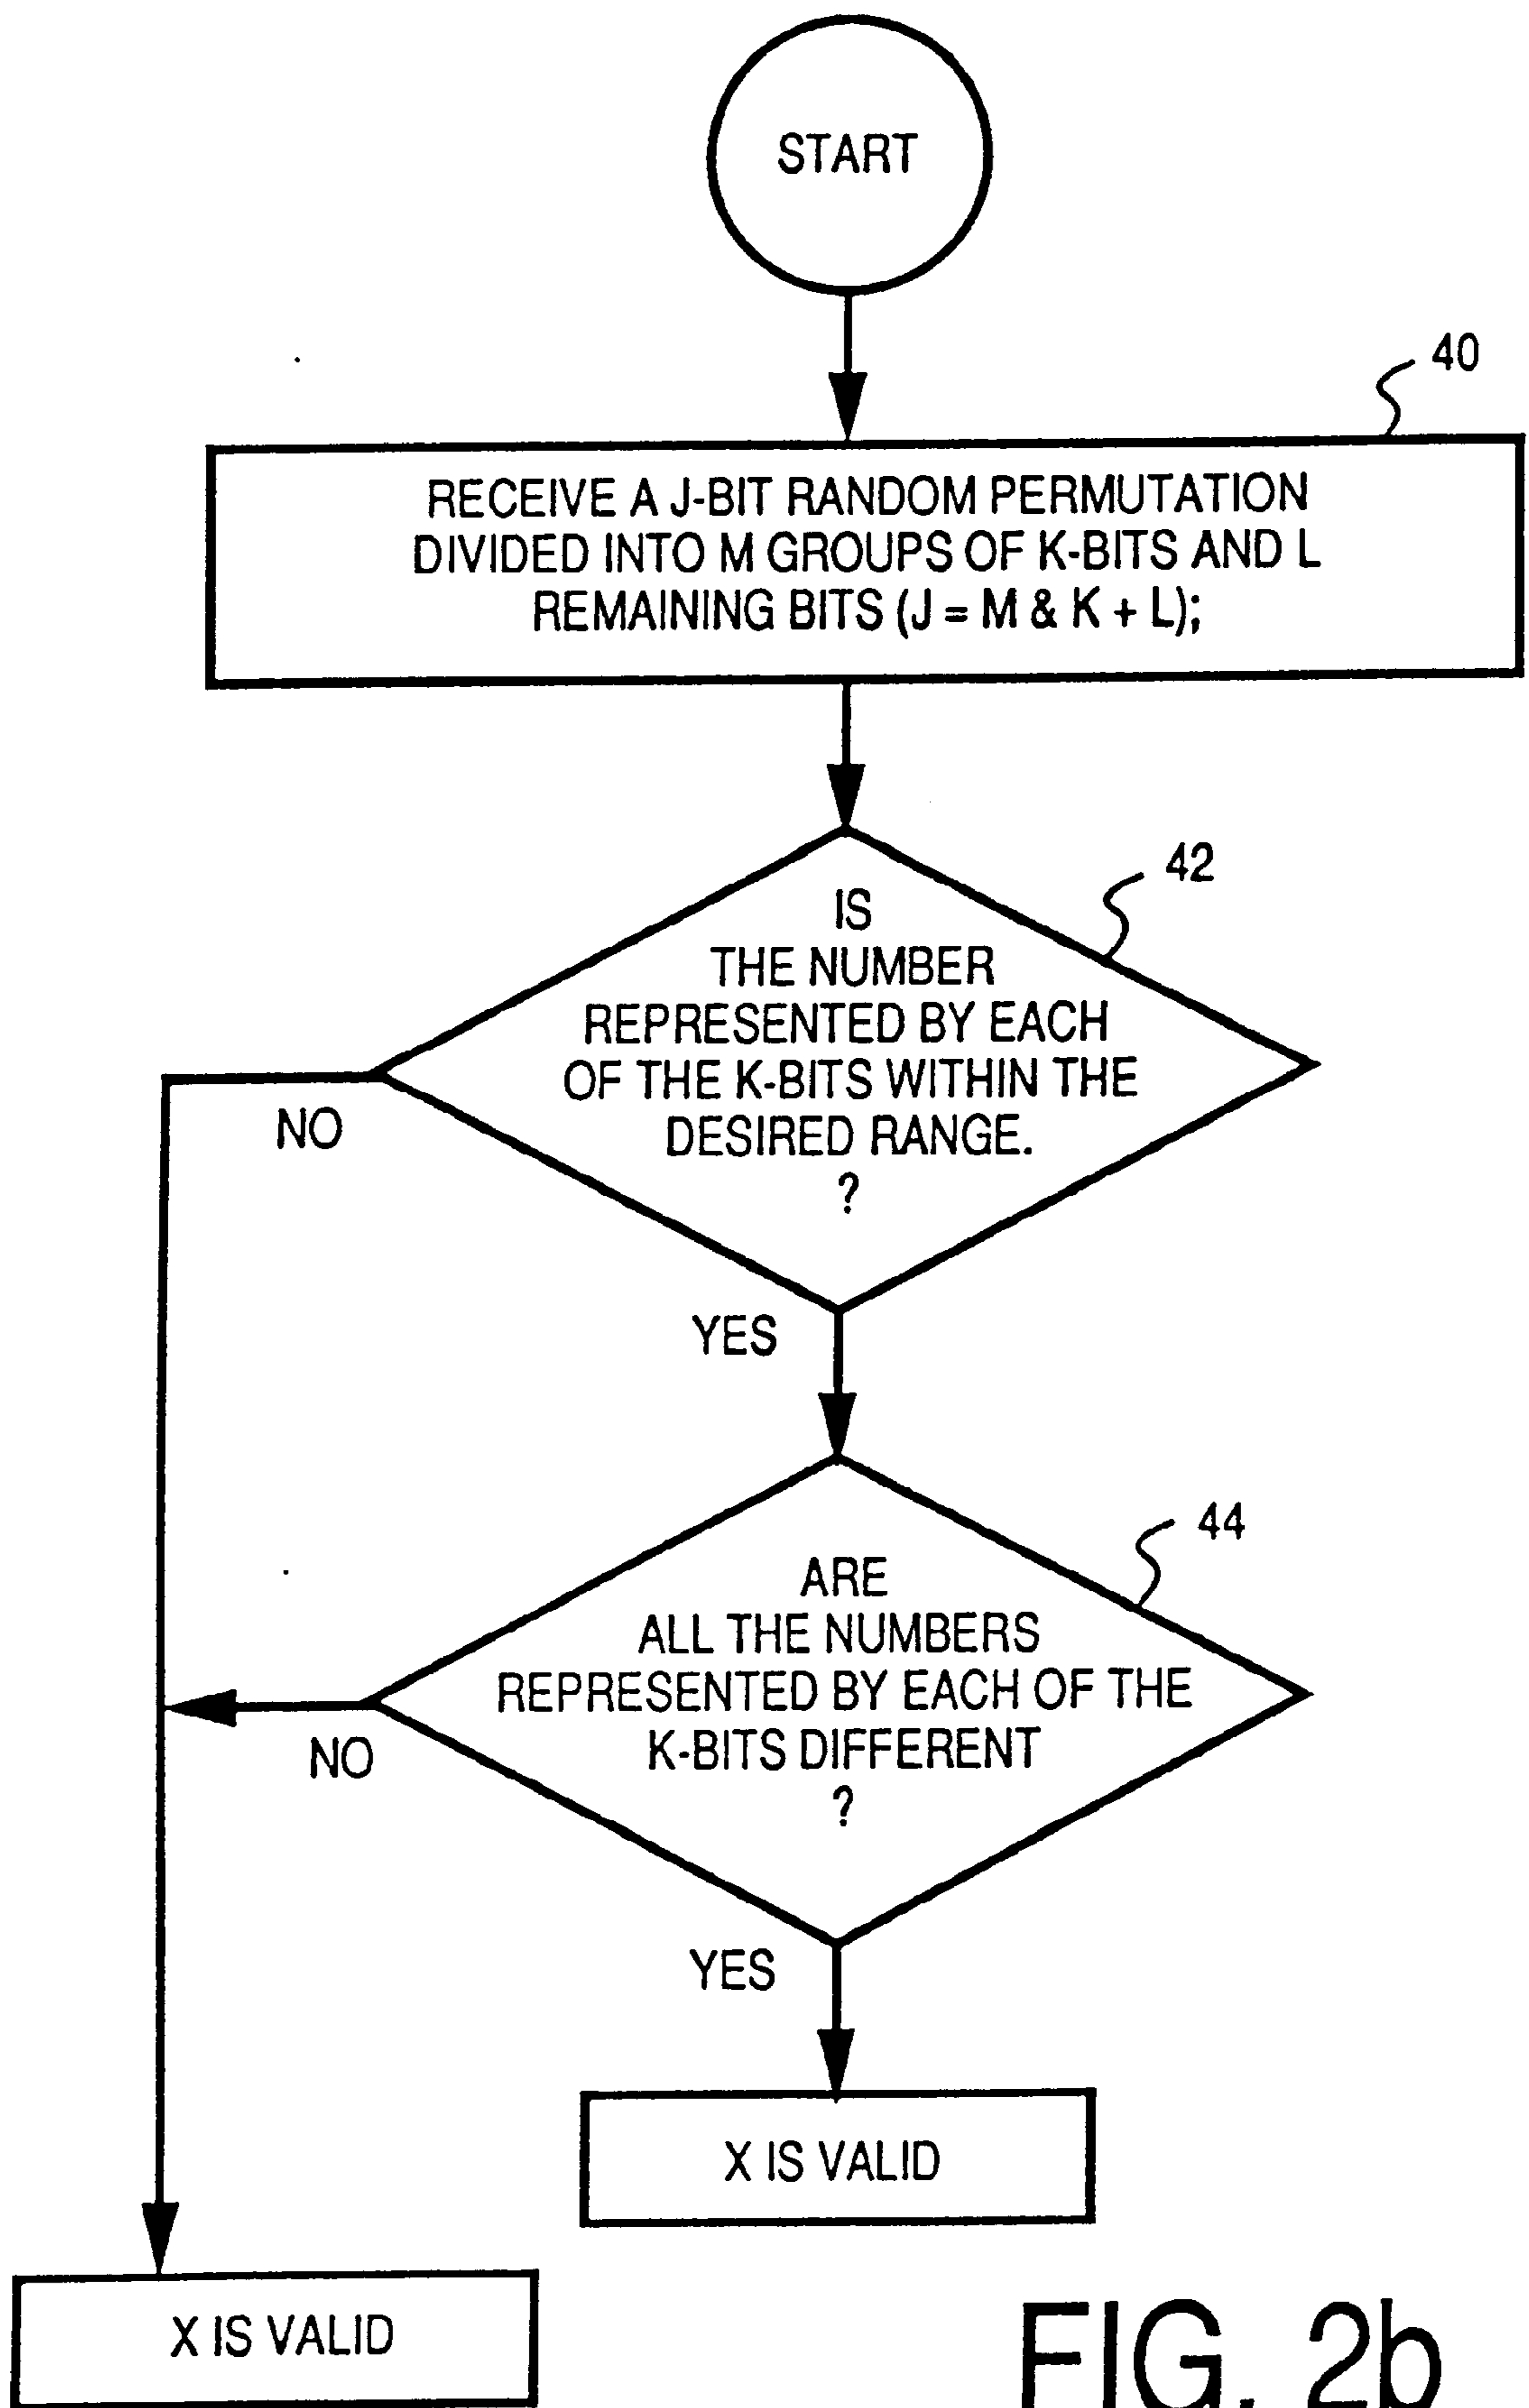 START
40
RECEIVE A J-BIT RANDOM PERMUTATION
DIVIDED INTO M GROUPS OF K-BITS AND L
REMAINING BITS (J = M & K + L);
42
IS
THE NUMBER
REPRESENTED BY EACH
OF THE K-BITS WITHIN THE
DESIRED RANGE.
?
NO
YES
44
ARE
ALL THE NUMBERS
REPRESENTED BY EACH OF THE
K-BITS DIFFERENT
?
NO
YES
X IS VALID
X IS VALID
FIG. 2b